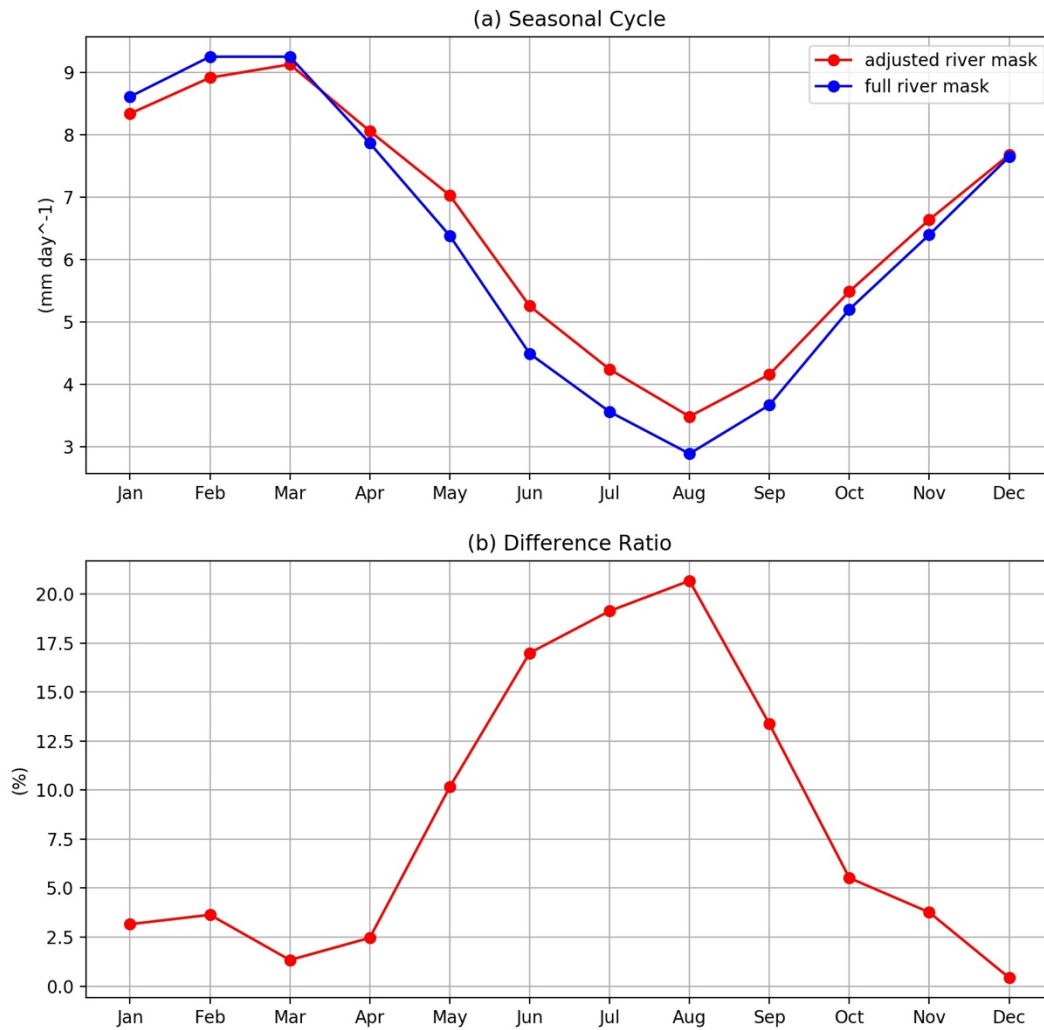 (a) Seasonal Cycle
adjusted river mask
full river mask
(mm day^-1)
9
8
7
6
5
4
3
Jan Feb Mar Apr May Jun Jul Aug Sep Oct Nov Dec
(b) Difference Ratio
(%)
20.0
17.5
15.0
12.5
10.0
7.5
5.0
2.5
0.0
Jan Feb Mar Apr May Jun Jul Aug Sep Oct Nov Dec